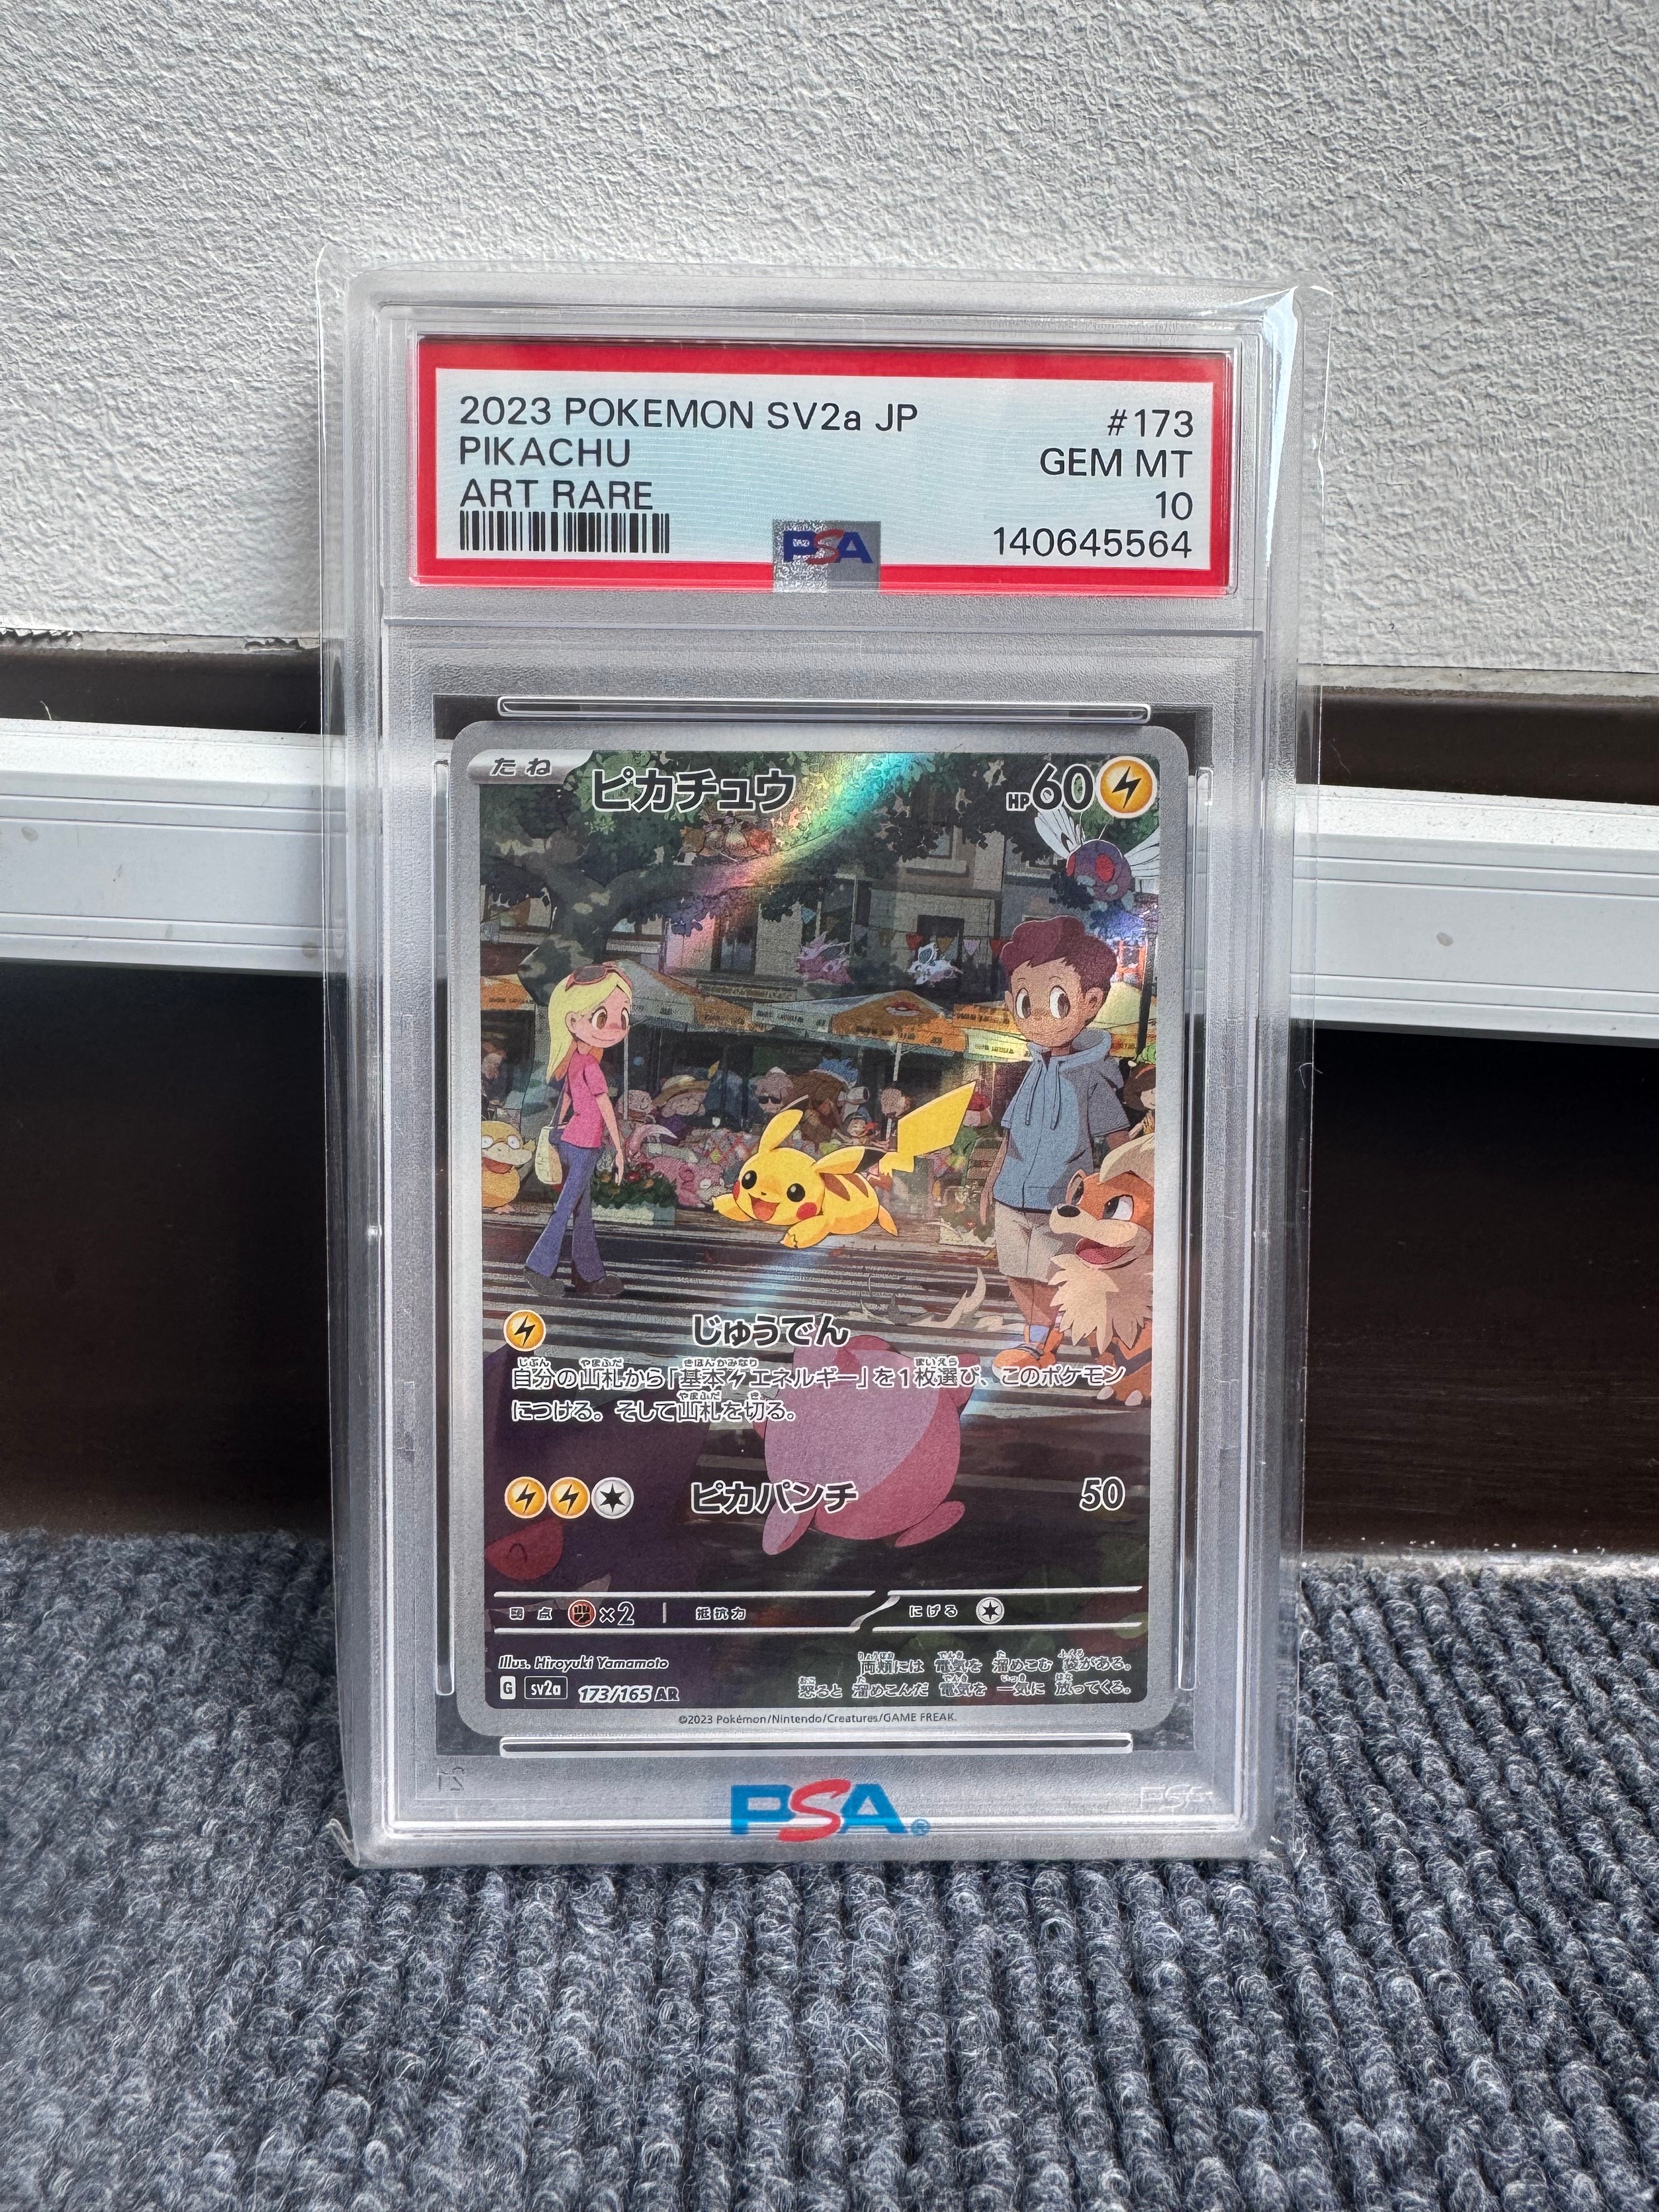 2023 POKEMON SV2a JP #173
PIKACHU GEM MT
ART RARE 10
PSA 140645564
たね ピカチュウ HP60
じゅうでん
自分の山札から「基本エネルギー」を1枚選び、このポケモン
につける。そして山札を切る。
ピカパンチ 50
弱点 ×2 抵抗力 にげる
Illus. Hiroyuki Yamamoto
両頬には 電気を 溜めこむ 袋がある。
G SV2a 173/165 AR
怒ると 溜めこんだ 電気を 一気に 放ってくる。
©2023 Pokémon/Nintendo/Creatures/GAME FREAK.
PSA®